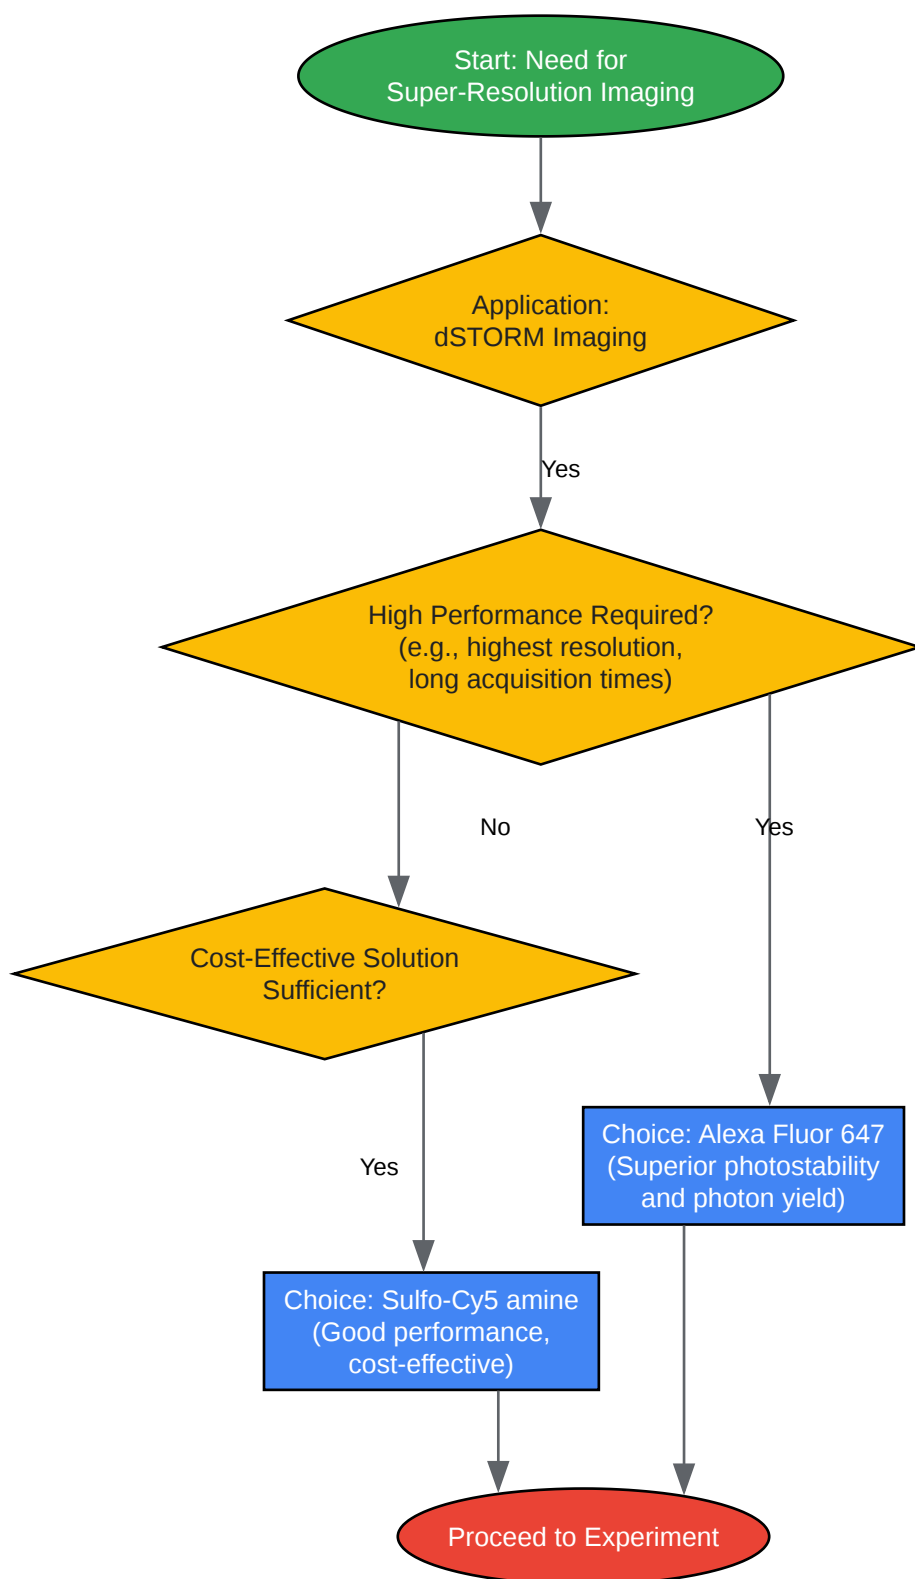 Start: Need for
Super-Resolution Imaging
Application:
dSTORM Imaging
Yes
High Performance Required?
(e.g., highest resolution,
long acquisition times)
No
Yes
Cost-Effective Solution
Sufficient?
Choice: Alexa Fluor 647
(Superior photostability
and photon yield)
Yes
Choice: Sulfo-Cy5 amine
(Good performance,
cost-effective)
Proceed to Experiment